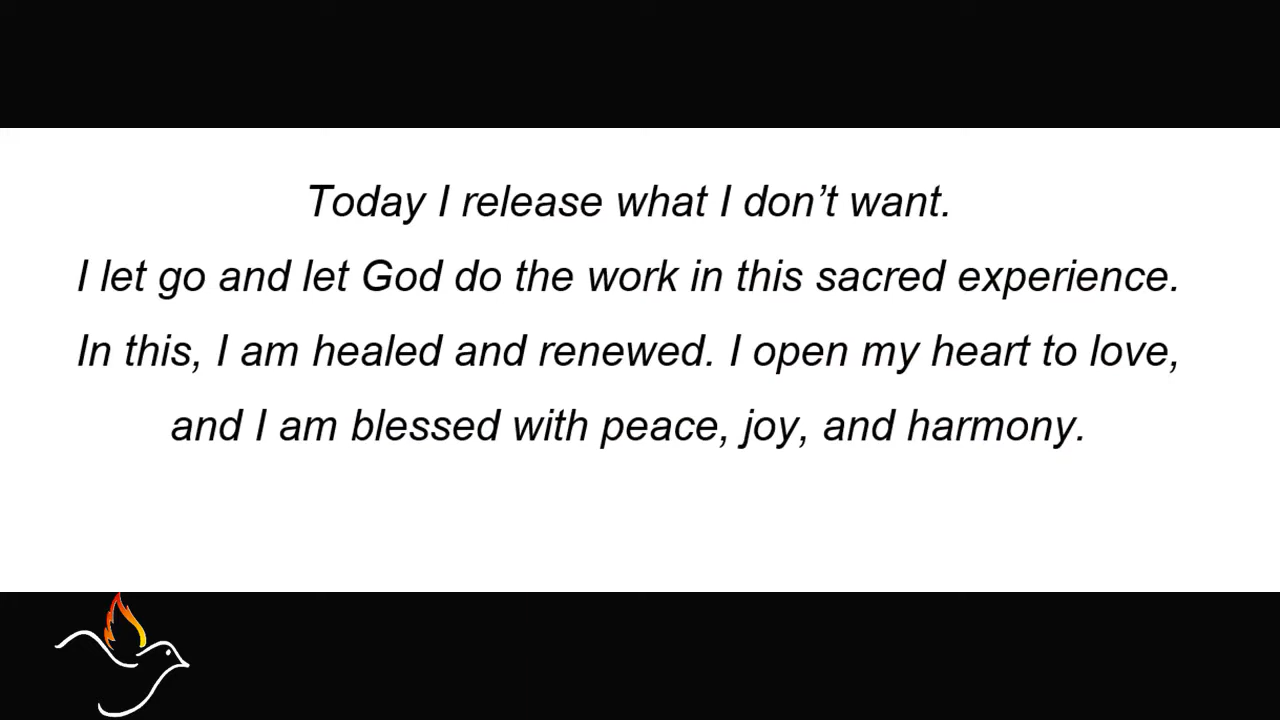 Today I release what I don’t want.
I let go and let God do the work in this sacred experience.
In this, I am healed and renewed. I open my heart to love,
and I am blessed with peace, joy, and harmony.